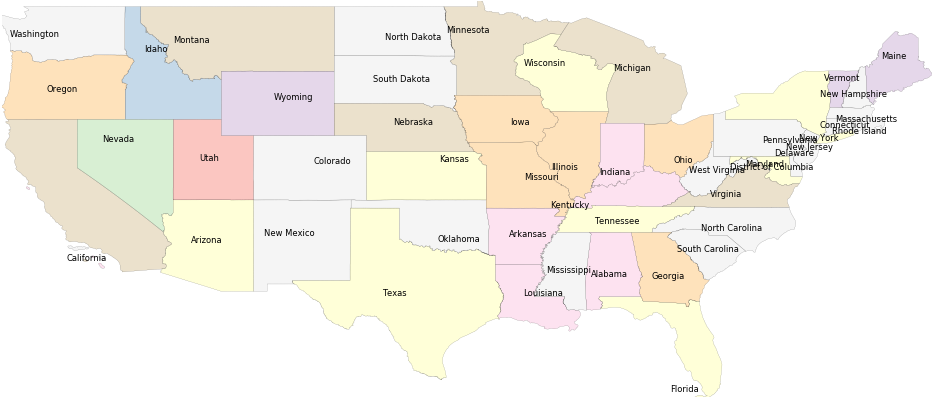 Washington
Idaho
Montana
North Dakota
Minnesota
Wisconsin
Michigan
Vermont
Maine
New Hampshire
Oregon
Wyoming
South Dakota
Nebraska
Iowa
Massachusetts
Connecticut
Rhode Island
New York
Pennsylvania
New Jersey
Delaware
Maryland
District of Columbia
Nevada
Utah
Colorado
Kansas
Missouri
Illinois
Indiana
Ohio
West Virginia
Virginia
Kentucky
California
Arizona
New Mexico
Oklahoma
Arkansas
Tennessee
North Carolina
South Carolina
Texas
Louisiana
Mississippi
Alabama
Georgia
Florida